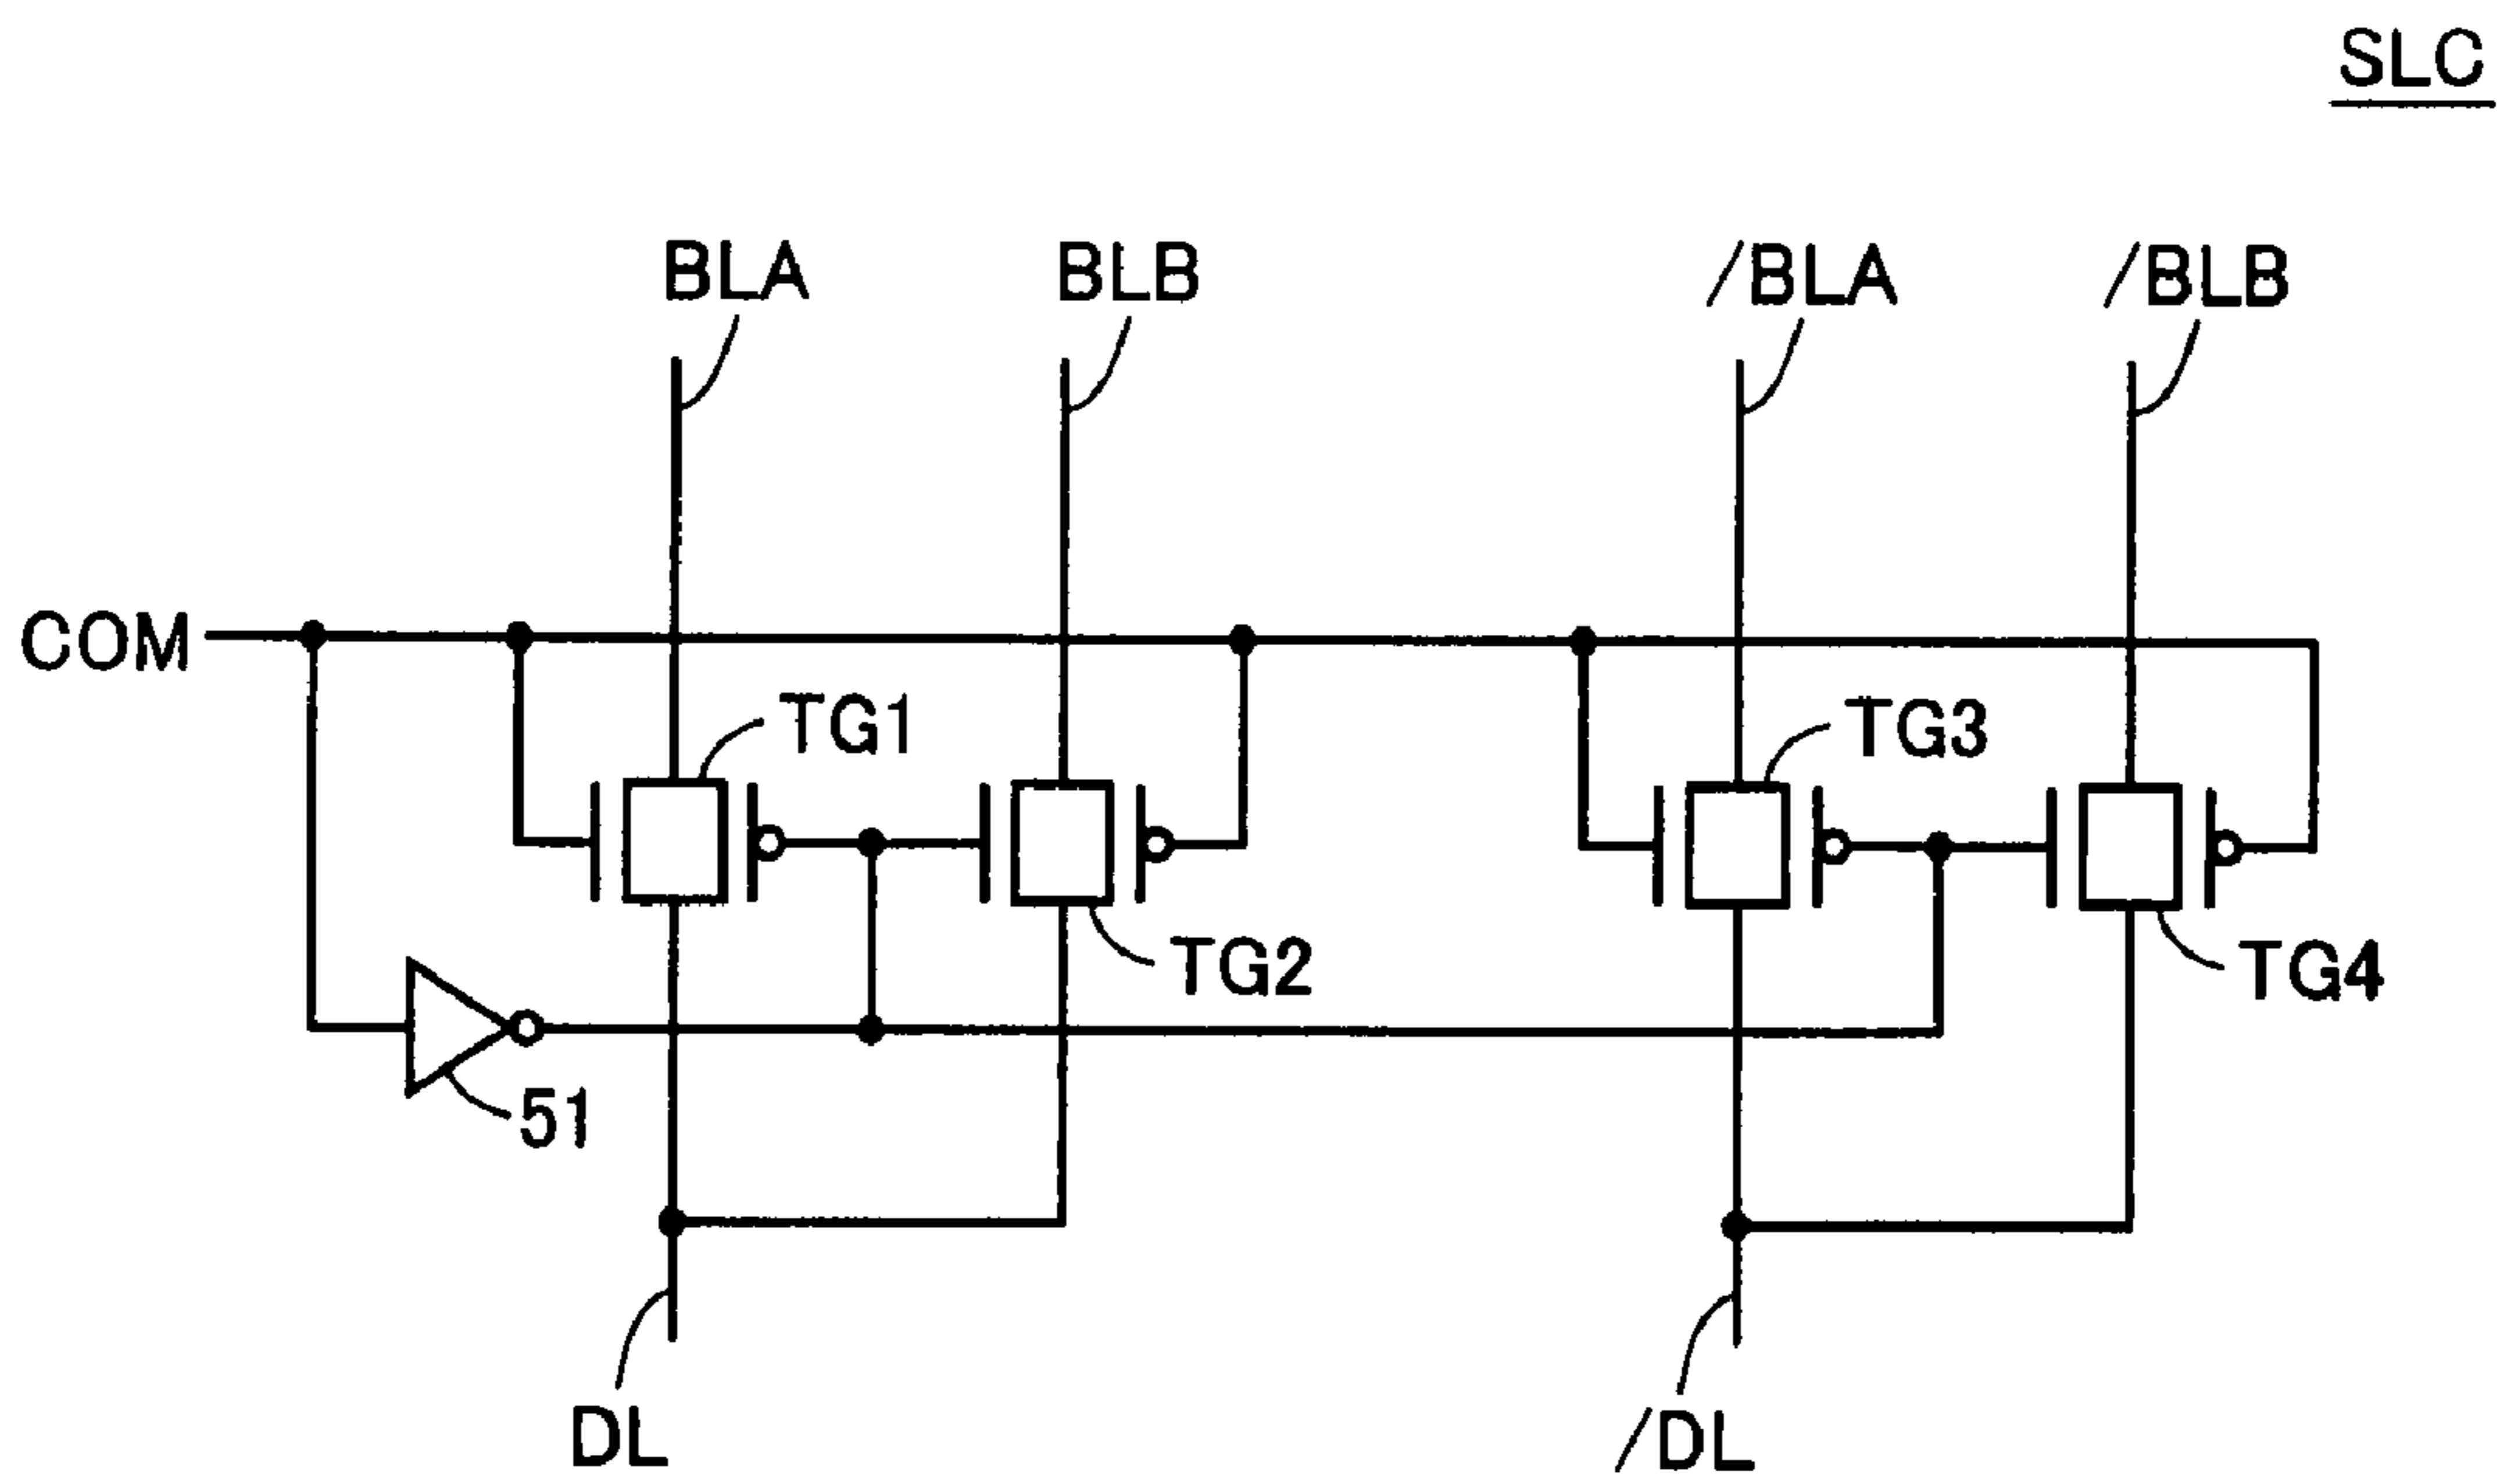 SLC
BLA
BLB
/BLA
/BLB
COM
TG1
TG3
TG2
TG4
51
DL
/DL